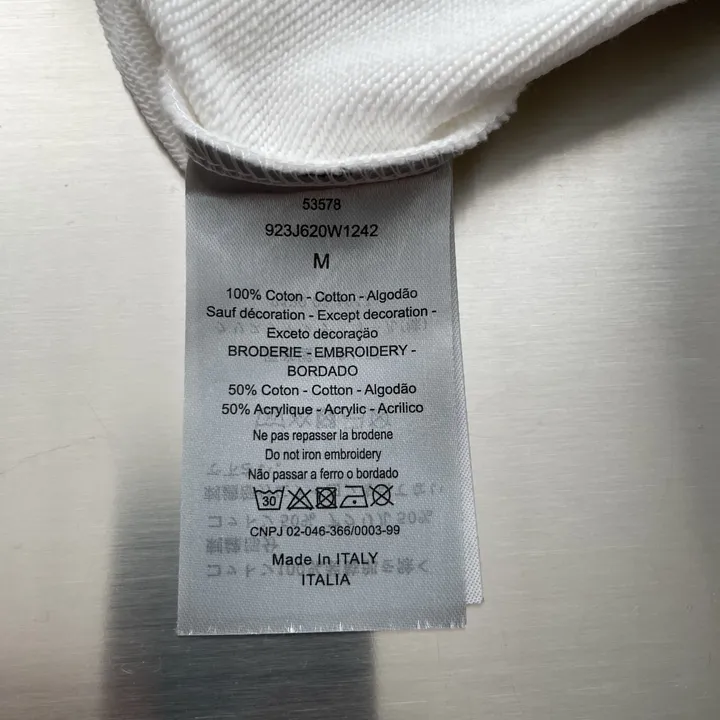 53578
923J620W1242
M
100% Coton - Cotton - Algodão
Sauf décoration - Except decoration -
Exceto decoração
BRODERIE - EMBROIDERY -
BORDADO
50% Coton - Cotton - Algodão
50% Acrylique - Acrylic - Acrilico
Ne pas repasser la brodene
Do not iron embroidery
Não passar a ferro o bordado
30
CNPJ 02-046-366/0003-99
Made In ITALY
ITALIA